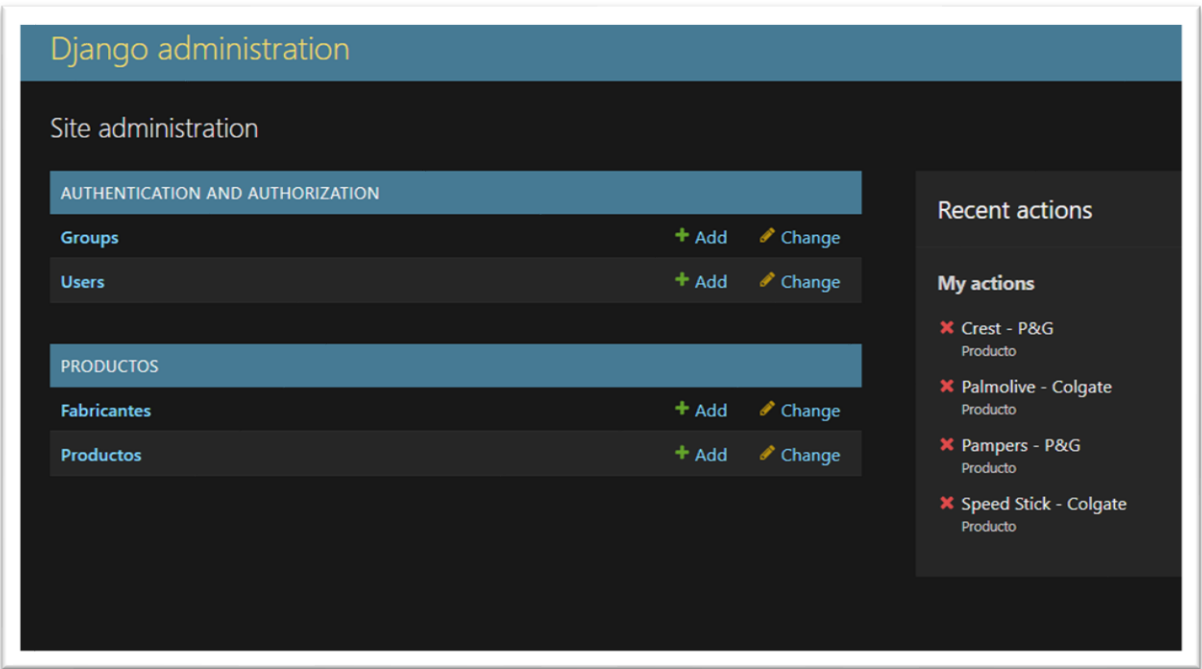 Django administration
Site administration
AUTHENTICATION AND AUTHORIZATION
Groups Add Change
Users Add Change
PRODUCTOS
Fabricantes Add Change
Productos Add Change
Recent actions
My actions
Crest - P&G
Producto
Palmolive - Colgate
Producto
Pampers - P&G
Producto
Speed Stick - Colgate
Producto